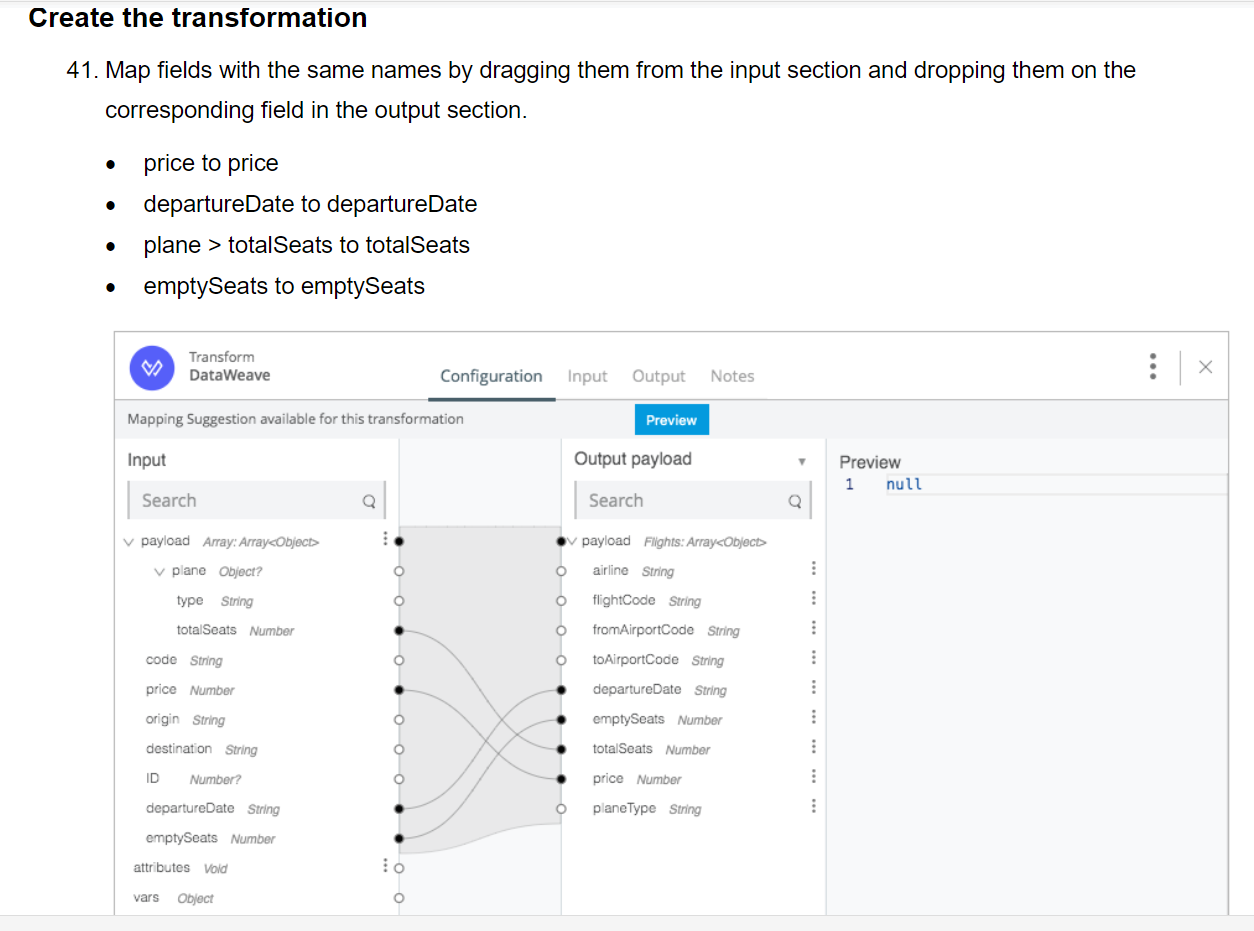 Create the transformation
41. Map fields with the same names by dragging them from the input section and dropping them on the
corresponding field in the output section.
• price to price
• departureDate to departureDate
• plane > totalSeats to totalSeats
• emptySeats to emptySeats
Transform
DataWeave
Configuration Input Output Notes
Mapping Suggestion available for this transformation
Preview
Input
Search
payload Array: Array<Object>
plane Object?
type String
totalSeats Number
code String
price Number
origin String
destination String
ID Number?
departureDate String
emptySeats Number
attributes Void
vars Object
Output payload
Search
payload Flights: Array<Object>
airline String
flightCode String
fromAirportCode String
toAirportCode String
departureDate String
emptySeats Number
totalSeats Number
price Number
planeType String
Preview
1 null